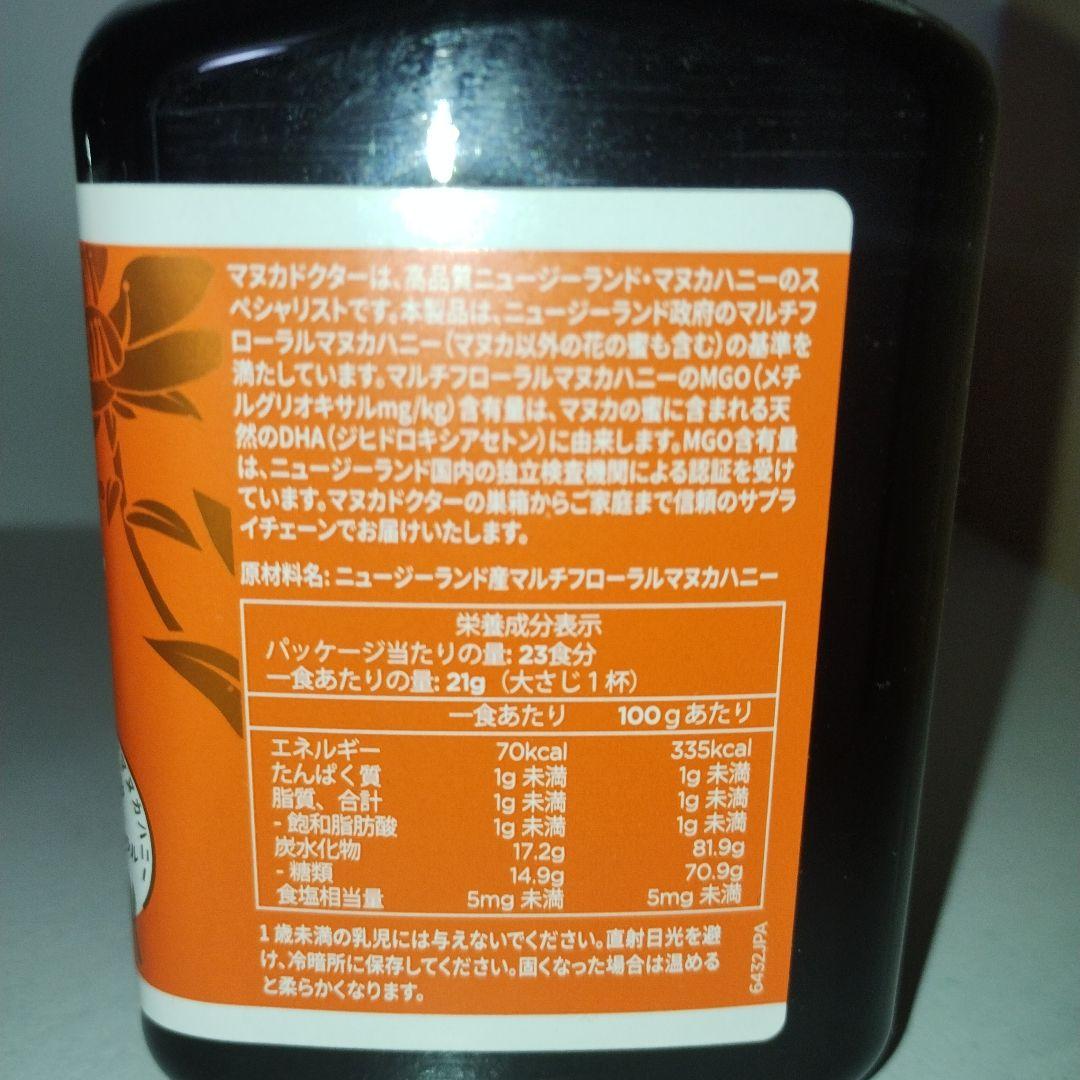 マヌカドクターは、高品質ニュージーランド・マヌカハニーのス
ペシャリストです。本製品は、ニュージーランド政府のマルチフ
ローラルマヌカハニー（マヌカ以外の花の蜜も含む）の基準を
満たしています。マルチフローラルマヌカハニーのMGO（メチ
ルグリオキサルmg/kg）含有量は、マヌカの蜜に含まれる天
然のDHA（ジヒドロキシアセトン）に由来します。MGO含有量
は、ニュージーランド国内の独立検査機関による認証を受け
ています。マヌカドクターの巣箱からご家庭まで信頼のサプラ
イチェーンでお届けいたします。
原材料名: ニュージーランド産マルチフローラルマヌカハニー
栄養成分表示
パッケージ当たりの量: 23食分
一食あたりの量: 21g（大さじ1杯）
一食あたり 100gあたり
エネルギー 70kcal 335kcal
たんぱく質 1g 未満 1g 未満
脂質、合計 1g 未満 1g 未満
- 飽和脂肪酸 1g 未満 1g 未満
炭水化物 17.2g 81.9g
- 糖類 14.9g 70.9g
食塩相当量 5mg 未満 5mg 未満
1歳未満の乳児には与えないでください。直射日光を避
け、冷暗所に保存してください。固くなった場合は温める
と柔らかくなります。
6432JPA